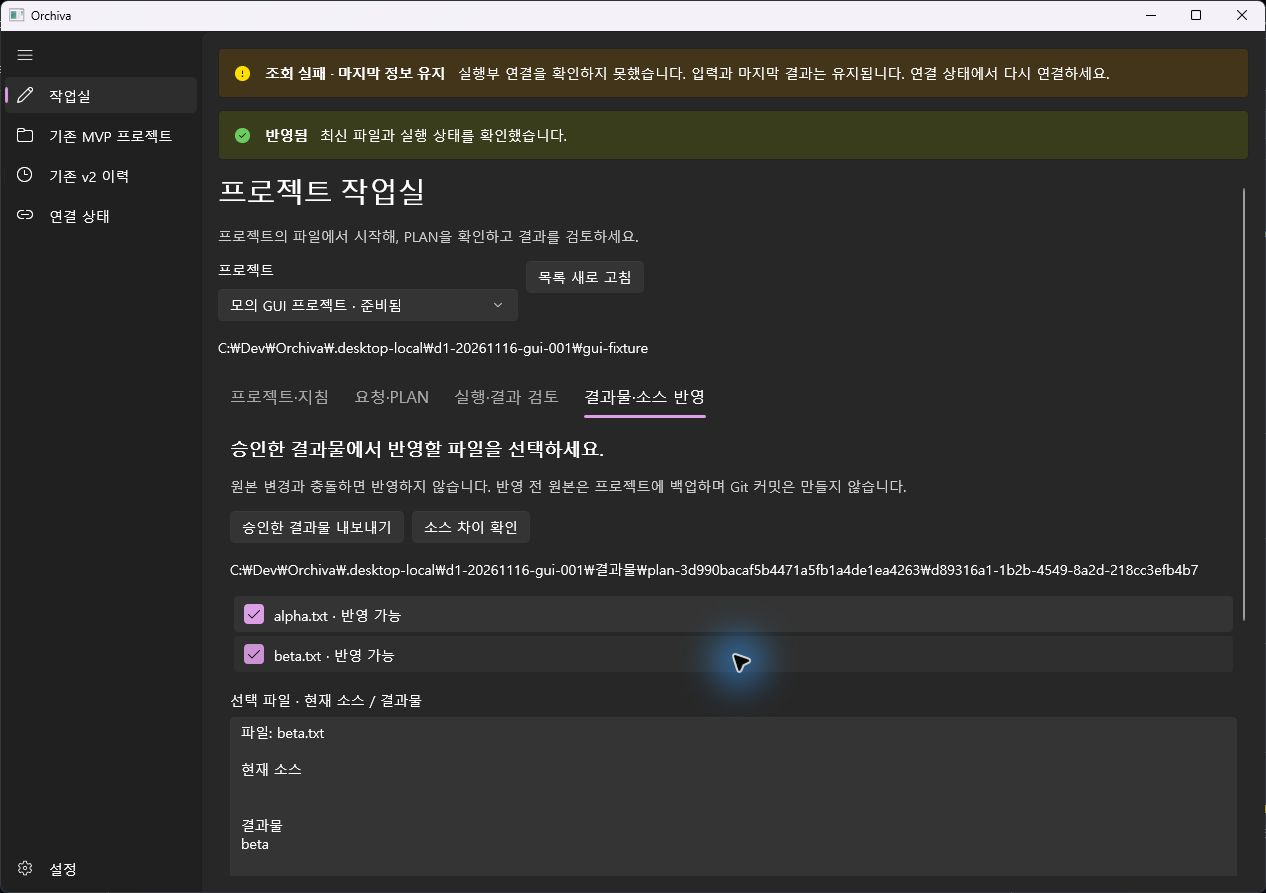 Orchiva
작업실
기존 MVP 프로젝트
기존 v2 이력
연결 상태
설정
조회 실패 · 마지막 정보 유지 실행부 연결을 확인하지 못했습니다. 입력과 마지막 결과는 유지됩니다. 연결 상태에서 다시 연결하세요.
반영됨 최신 파일과 실행 상태를 확인했습니다.
프로젝트 작업실
프로젝트의 파일에서 시작해, PLAN을 확인하고 결과를 검토하세요.
프로젝트
목록 새로 고침
모의 GUI 프로젝트 · 준비됨
C:₩Dev₩Orchiva₩.desktop-local₩d1-20261116-gui-001₩gui-fixture
프로젝트·지침 요청·PLAN 실행·결과 검토 결과물·소스 반영
승인한 결과물에서 반영할 파일을 선택하세요.
원본 변경과 충돌하면 반영하지 않습니다. 반영 전 원본은 프로젝트에 백업하며 Git 커밋은 만들지 않습니다.
승인한 결과물 내보내기 소스 차이 확인
C:₩Dev₩Orchiva₩.desktop-local₩d1-20261116-gui-001₩결과물₩plan-3d990bacaf5b4471a5fb1a4de1ea4263₩d89316a1-1b2b-4549-8a2d-218cc3efb4b7
alpha.txt · 반영 가능
beta.txt · 반영 가능
선택 파일 · 현재 소스 / 결과물
파일: beta.txt
현재 소스
결과물
beta